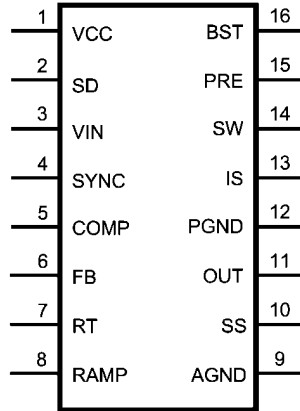 1 VCC BST 16
2 SD PRE 15
3 VIN SW 14
4 SYNC IS 13
5 COMP PGND 12
6 FB OUT 11
7 RT SS 10
8 RAMP AGND 9